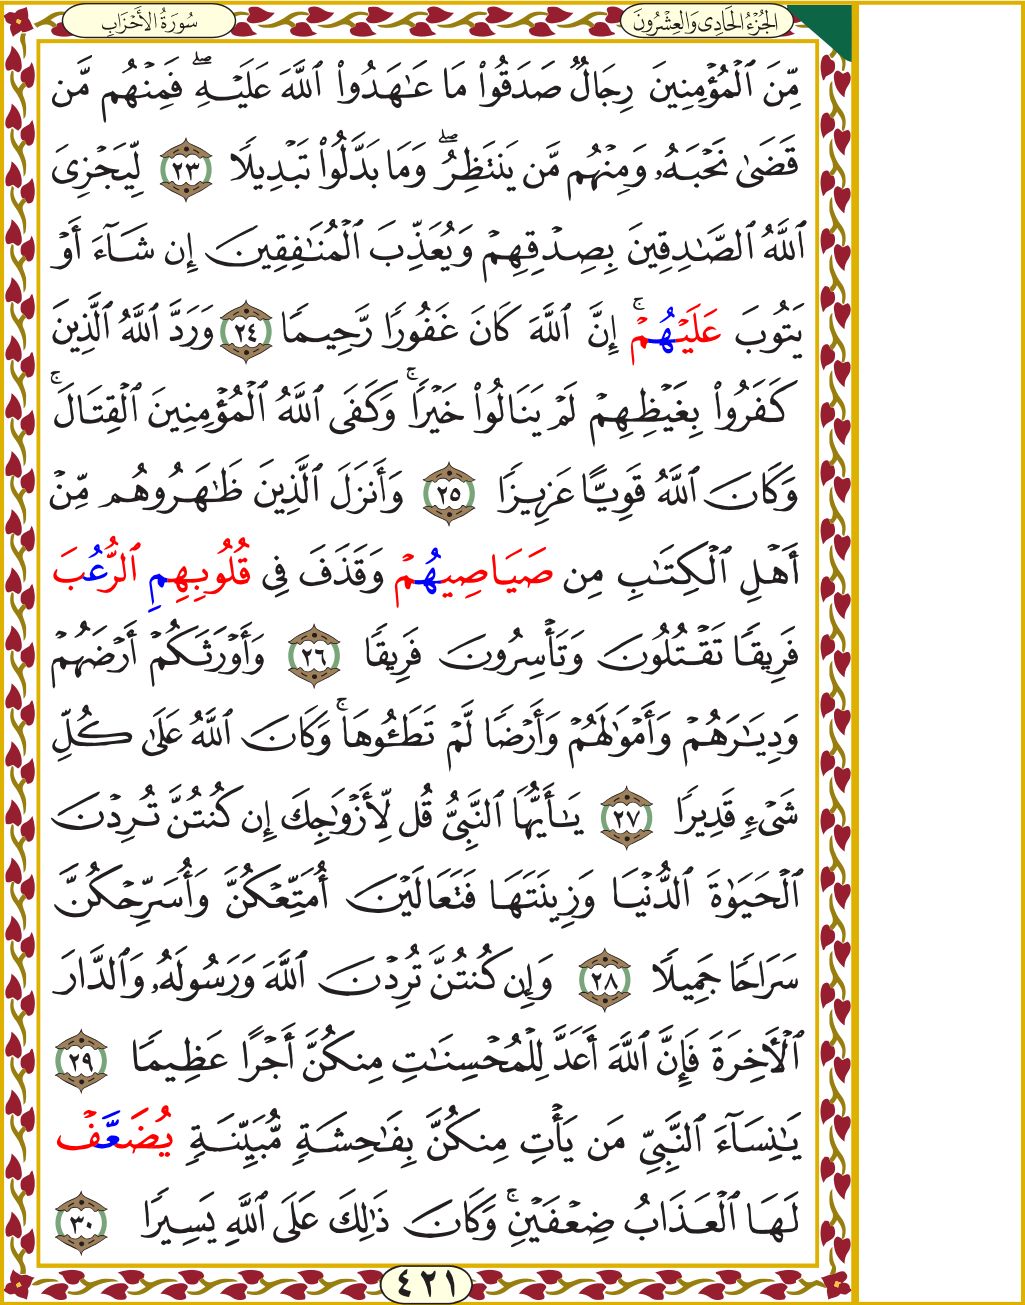 الجُزْءُ الحَادِي وَالعِشْرُونَ
سُورَةُ الأَحْزَابِ
مِّنَ ٱلْمُؤْمِنِينَ رِجَالٌ صَدَقُوا۟ مَا عَـٰهَدُوا۟ ٱللَّهَ عَلَيْهِ ۖ فَمِنْهُم مَّن
قَضَىٰ نَحْبَهُۥ وَمِنْهُم مَّن يَنتَظِرُ ۖ وَمَا بَدَّلُوا۟ تَبْدِيلًا ٢٣ لِّيَجْزِىَ
ٱللَّهُ ٱلصَّـٰدِقِينَ بِصِدْقِهِمْ وَيُعَذِّبَ ٱلْمُنَـٰفِقِينَ إِن شَآءَ أَوْ
يَتُوبَ عَلَيْهُمْ ۚ إِنَّ ٱللَّهَ كَانَ غَفُورًا رَّحِيمًا ٢٤ وَرَدَّ ٱللَّهُ ٱلَّذِينَ
كَفَرُوا۟ بِغَيْظِهِمْ لَمْ يَنَالُوا۟ خَيْرًا ۚ وَكَفَى ٱللَّهُ ٱلْمُؤْمِنِينَ ٱلْقِتَالَ ۚ
وَكَانَ ٱللَّهُ قَوِيًّا عَزِيزًا ٢٥ وَأَنزَلَ ٱلَّذِينَ ظَـٰهَرُوهُم مِّنْ
أَهْلِ ٱلْكِتَـٰبِ مِن صَيَاصِيهُمْ وَقَذَفَ فِى قُلُوبِهِمِ ٱلرُّعُبَ
فَرِيقًا تَقْتُلُونَ وَتَأْسِرُونَ فَرِيقًا ٢٦ وَأَوْرَثَكُمْ أَرْضَهُمْ
وَدِيَـٰرَهُمْ وَأَمْوَٰلَهُمْ وَأَرْضًا لَّمْ تَطَـُٔوهَا ۚ وَكَانَ ٱللَّهُ عَلَىٰ كُلِّ
شَىْءٍ قَدِيرًا ٢٧ يَـٰٓأَيُّهَا ٱلنَّبِىُّ قُل لِّأَزْوَٰجِكَ إِن كُنتُنَّ تُرِدْنَ
ٱلْحَيَوٰةَ ٱلدُّنْيَا وَزِينَتَهَا فَتَعَالَيْنَ أُمَتِّعْكُنَّ وَأُسَرِّحْكُنَّ
سَرَاحًا جَمِيلًا ٢٨ وَإِن كُنتُنَّ تُرِدْنَ ٱللَّهَ وَرَسُولَهُۥ وَٱلدَّارَ
ٱلْـَٔاخِرَةَ فَإِنَّ ٱللَّهَ أَعَدَّ لِلْمُحْسِنَـٰتِ مِنكُنَّ أَجْرًا عَظِيمًا ٢٩
يَـٰنِسَآءَ ٱلنَّبِىِّ مَن يَأْتِ مِنكُنَّ بِفَـٰحِشَةٍ مُّبَيِّنَةٍ يُضَعَّفْ
لَهَا ٱلْعَذَابُ ضِعْفَيْنِ ۚ وَكَانَ ذَٰلِكَ عَلَى ٱللَّهِ يَسِيرًا ٣٠
٤٢١